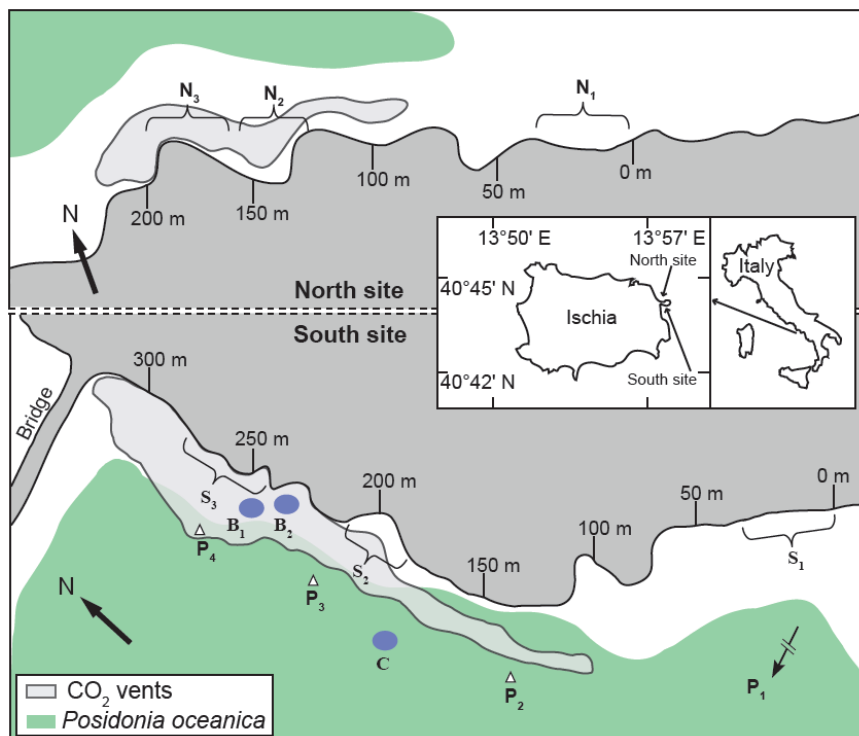 N₃
N₂
N₁
200 m
150 m
100 m
50 m
0 m
N
North site
South site
13°50' E
13°57' E
North site
40°45' N
Ischia
40°42' N
South site
Italy
Bridge
300 m
250 m
200 m
150 m
100 m
50 m
0 m
S₃
B₁
B₂
S₂
S₁
P₄
P₃
C
P₂
P₁
N
CO₂ vents
Posidonia oceanica